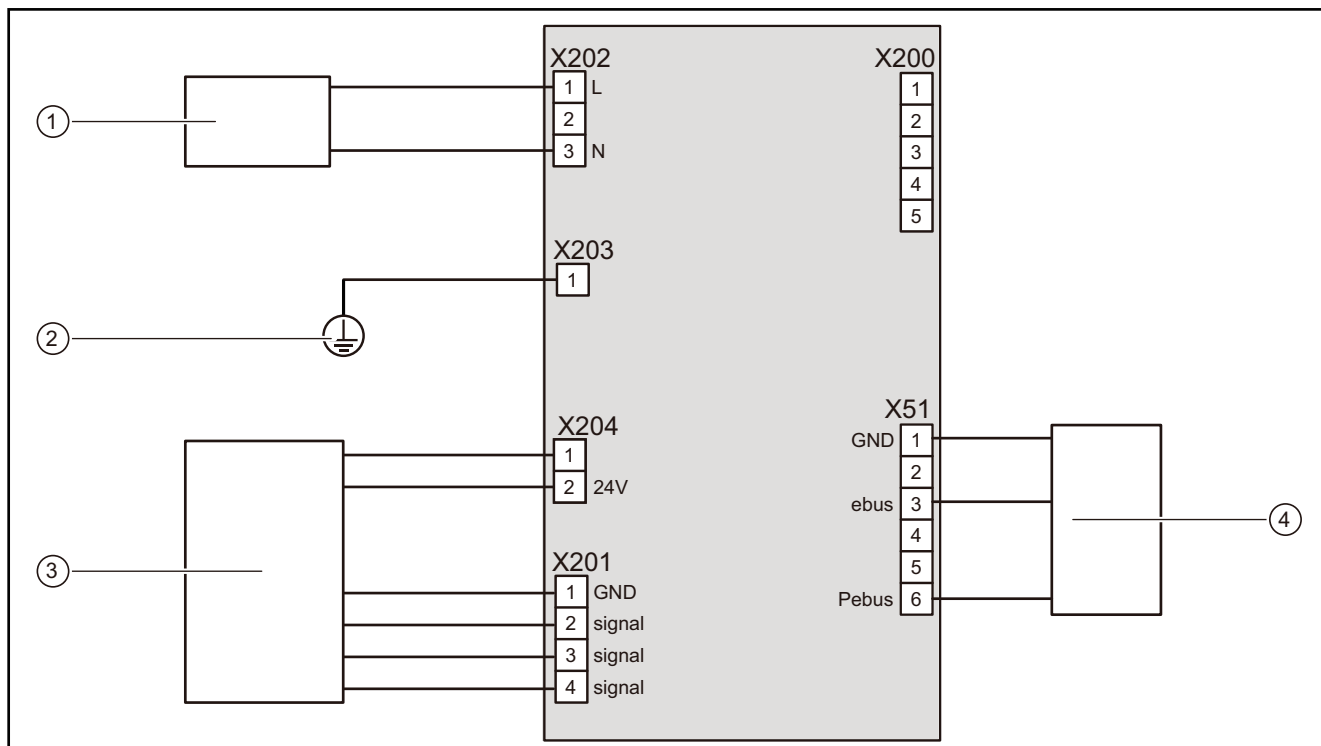 X202
1 L
2
3 N
X200
1
2
3
4
5
1
X203
1
2
X204
1
2 24V
X201
1 GND
2 signal
3 signal
4 signal
3
X51
GND 1
2
ebus 3
4
5
Pebus 6
4